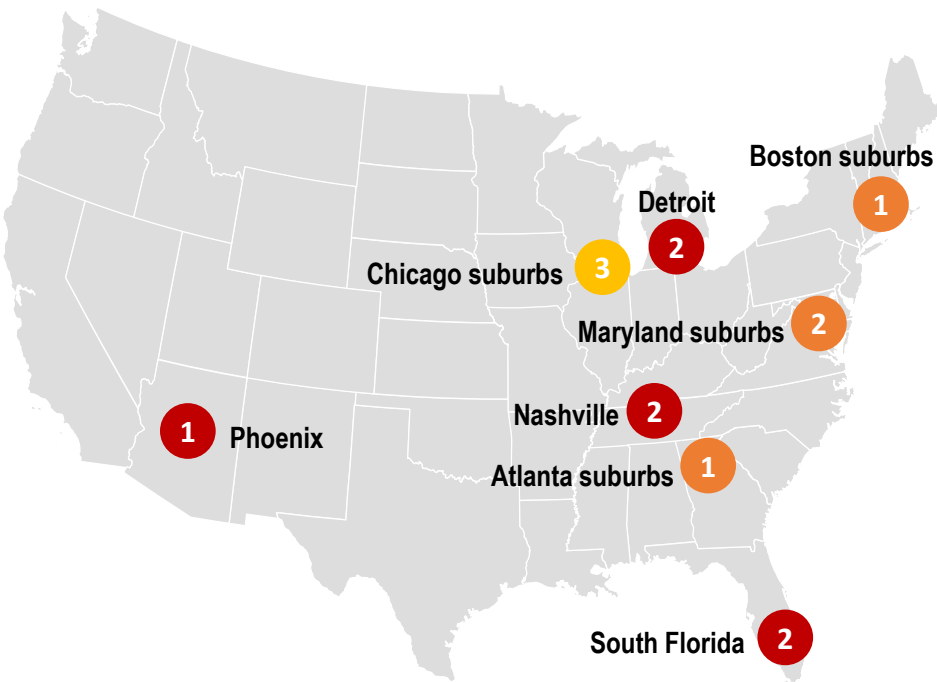 Boston suburbs
1
Detroit
2
Chicago suburbs 3
Maryland suburbs 2
Nashville 2
1 Phoenix
Atlanta suburbs 1
South Florida 2